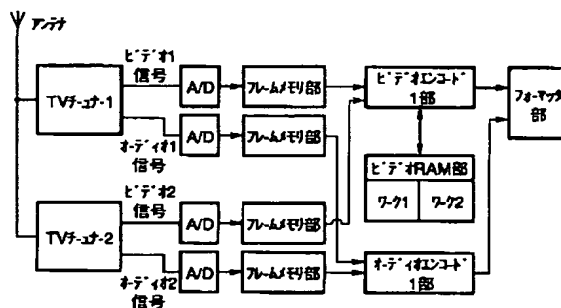 アンテナ
ビデオ1
信号
A/D
フレームメモリ部
ビデオエンコード
1部
フォーマッタ
部
TVチューナ-1
A/D
フレームメモリ部
オーディオ1
信号
ビデオRAM部
ワーク1
ワーク2
ビデオ2
信号
A/D
フレームメモリ部
TVチューナ-2
A/D
フレームメモリ部
オーディオエンコード
1部
オーディオ2
信号